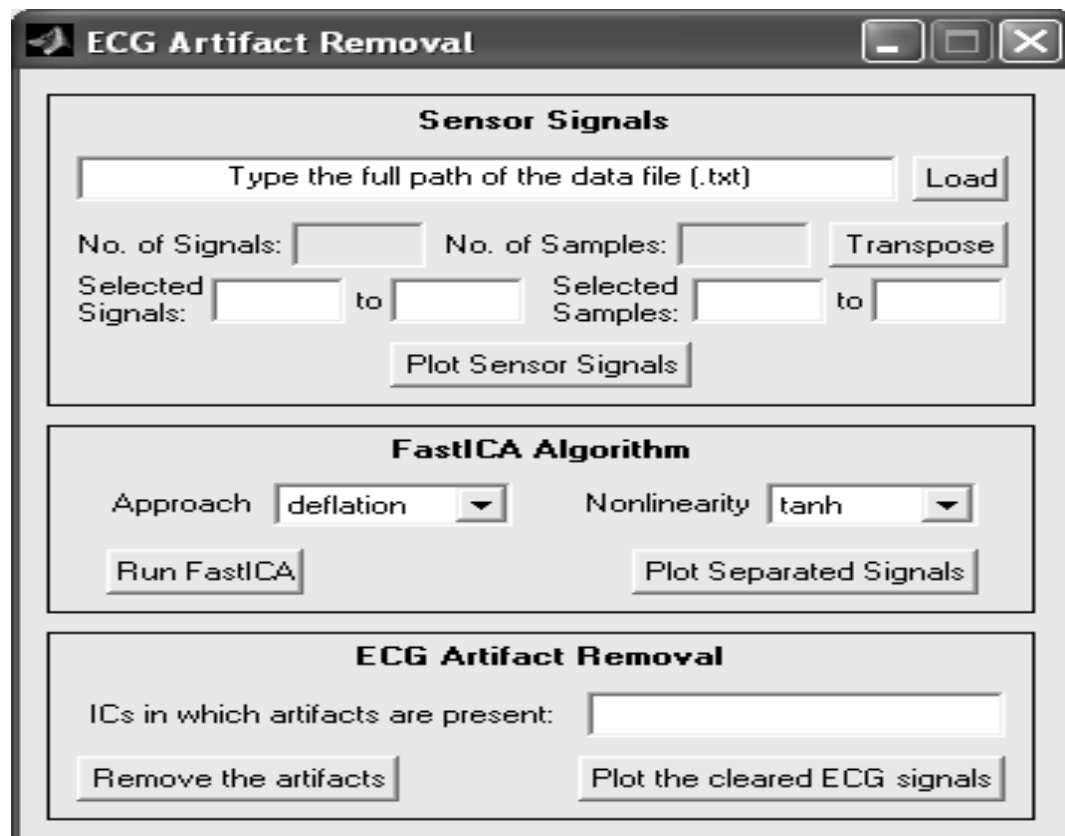 ECG Artifact Removal
Sensor Signals
Type the full path of the data file (.txt) Load
No. of Signals: No. of Samples: Transpose
Selected Signals: to Selected Samples: to
Plot Sensor Signals
FastICA Algorithm
Approach deflation Nonlinearity tanh
Run FastICA Plot Separated Signals
ECG Artifact Removal
ICs in which artifacts are present:
Remove the artifacts Plot the cleared ECG signals